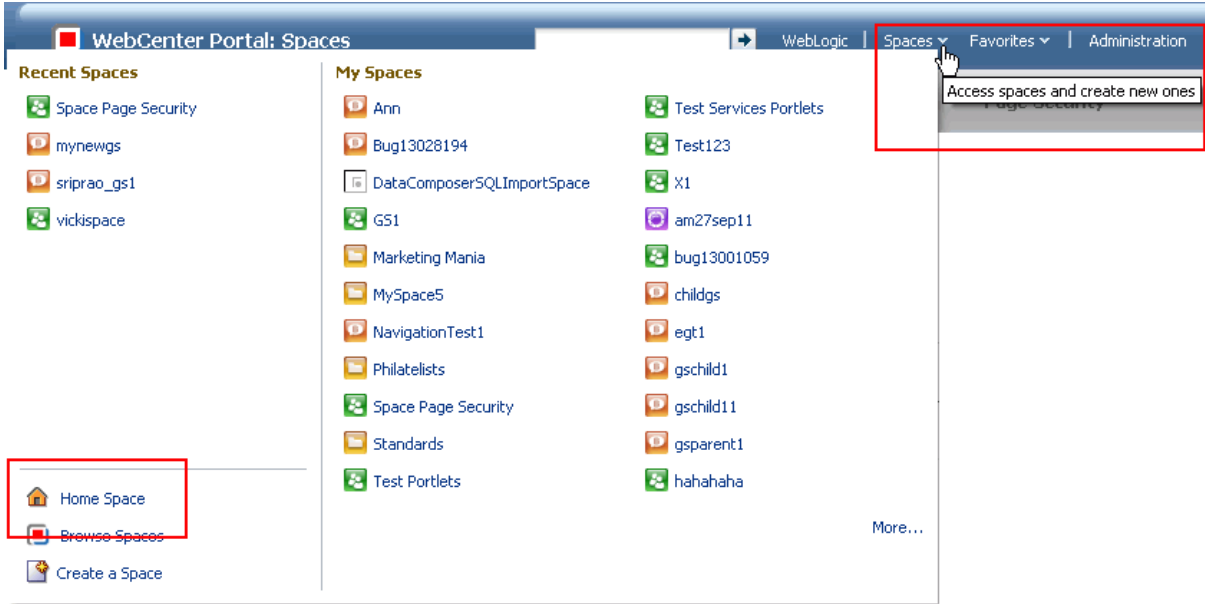 WebCenter Portal: Spaces
WebLogic | Spaces Favorites | Administration
Access spaces and create new ones
Page Security
Recent Spaces
Space Page Security
mynewgs
sriprao_gs1
vickispace
My Spaces
Ann
Bug13028194
DataComposerSQLImportSpace
GS1
Marketing Mania
MySpace5
NavigationTest1
Philatelists
Space Page Security
Standards
Test Portlets
Test Services Portlets
Test123
X1
am27sep11
bug13001059
childgs
egt1
gschild1
gschild11
gsparent1
hahahaha
More...
Home Space
Browse Spaces
Create a Space